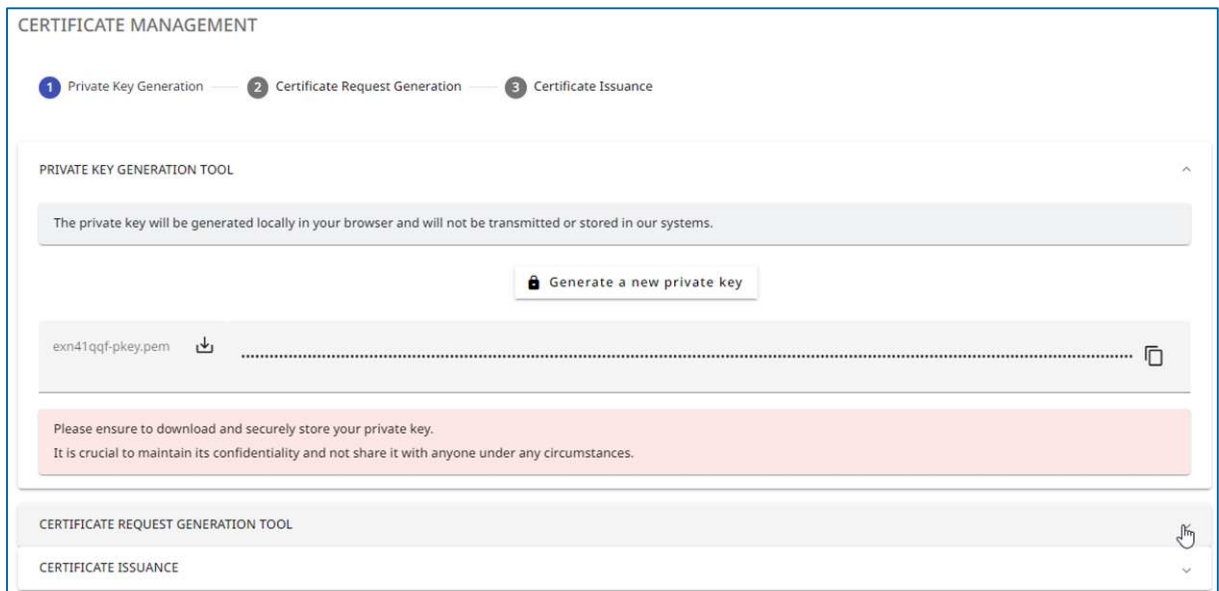 CERTIFICATE MANAGEMENT
1 Private Key Generation 2 Certificate Request Generation 3 Certificate Issuance
PRIVATE KEY GENERATION TOOL
The private key will be generated locally in your browser and will not be transmitted or stored in our systems.
Generate a new private key
exn41qqf-pkey.pem
Please ensure to download and securely store your private key.
It is crucial to maintain its confidentiality and not share it with anyone under any circumstances.
CERTIFICATE REQUEST GENERATION TOOL
CERTIFICATE ISSUANCE